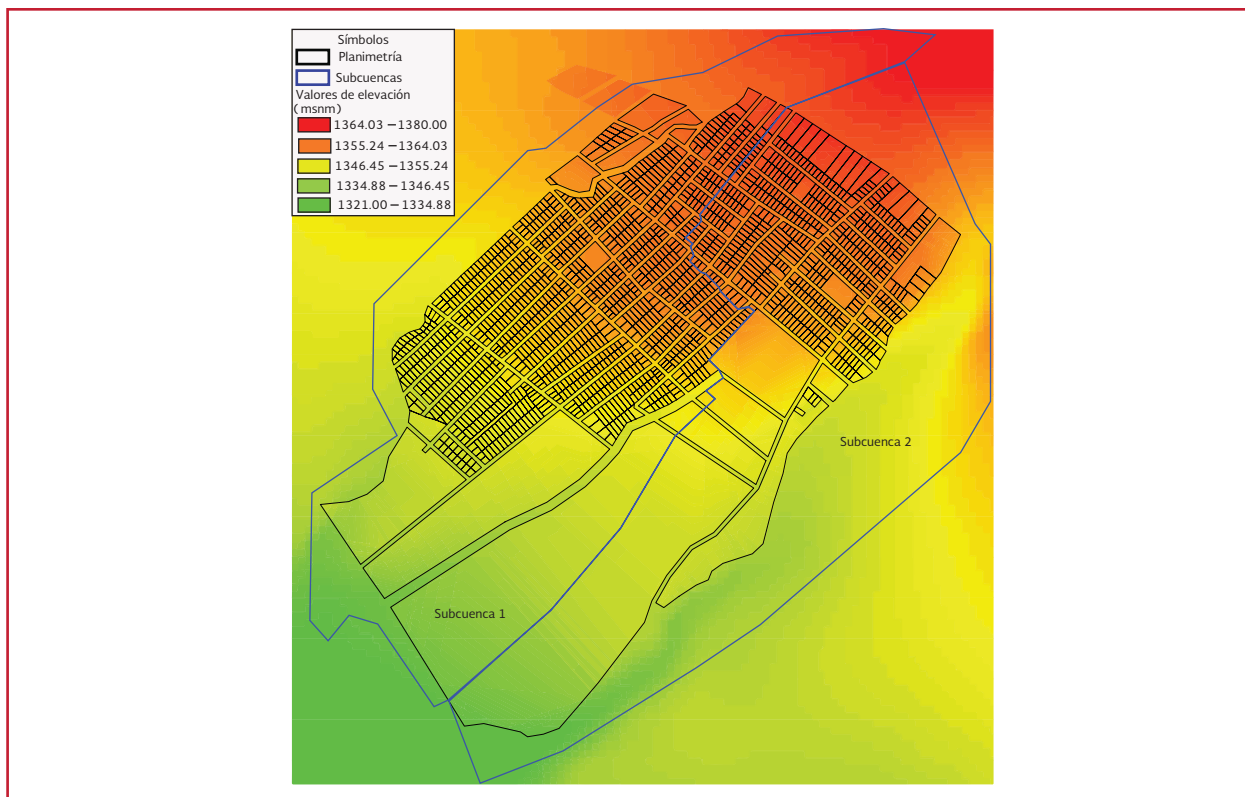 Símbolos
Planimetría
Subcuencas
Valores de elevación
(msnm)
1364.03 – 1380.00
1355.24 – 1364.03
1346.45 – 1355.24
1334.88 – 1346.45
1321.00 – 1334.88
Subcuenca 2
Subcuenca 1